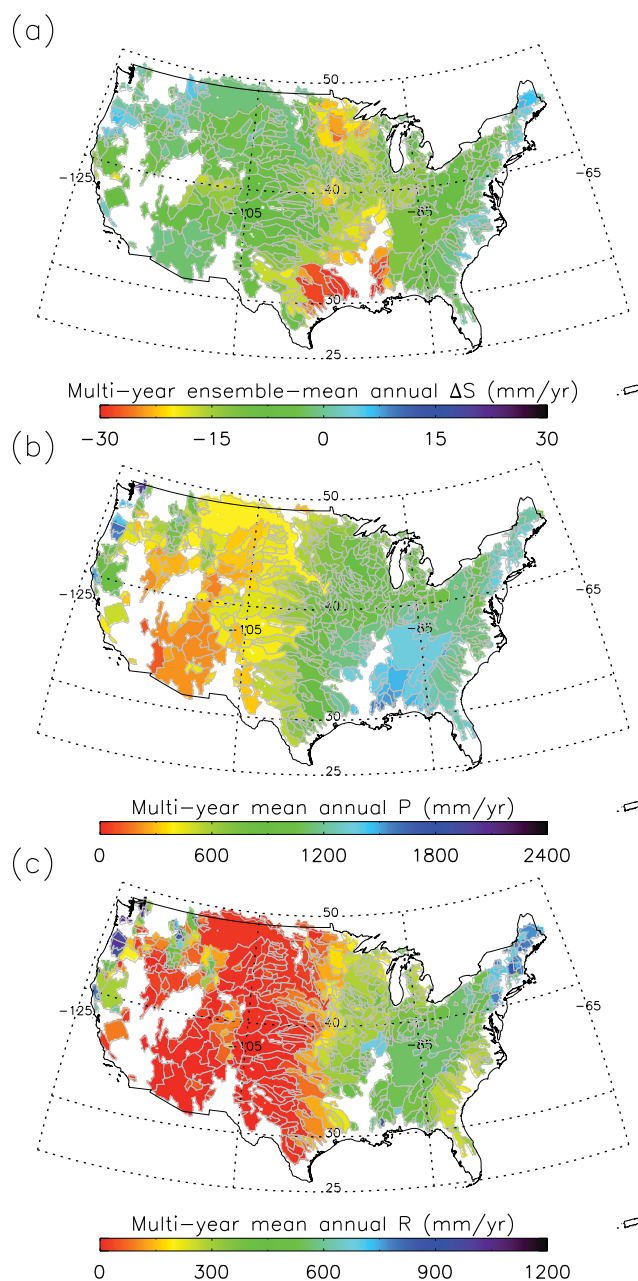 (a)
50
-125
-65
40
-105
-85
30
25
Multi-year ensemble-mean annual ΔS (mm/yr)
-30 -15 0 15 30
(b)
50
-125
-65
40
-105
-85
30
25
Multi-year mean annual P (mm/yr)
0 600 1200 1800 2400
(c)
50
-125
-65
40
-105
-85
30
25
Multi-year mean annual R (mm/yr)
0 300 600 900 1200